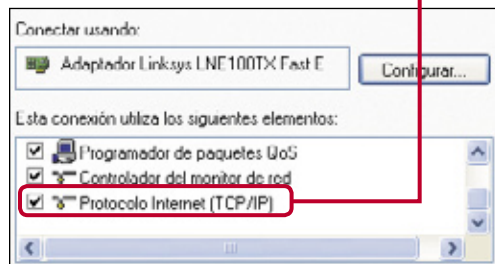 Conectar usando:
Adaptador Linksys LNE100TX Fast E
Configurar...
Esta conexión utiliza los siguientes elementos:
Programador de paquetes QoS
Controlador del monitor de red
Protocolo Internet (TCP/IP)